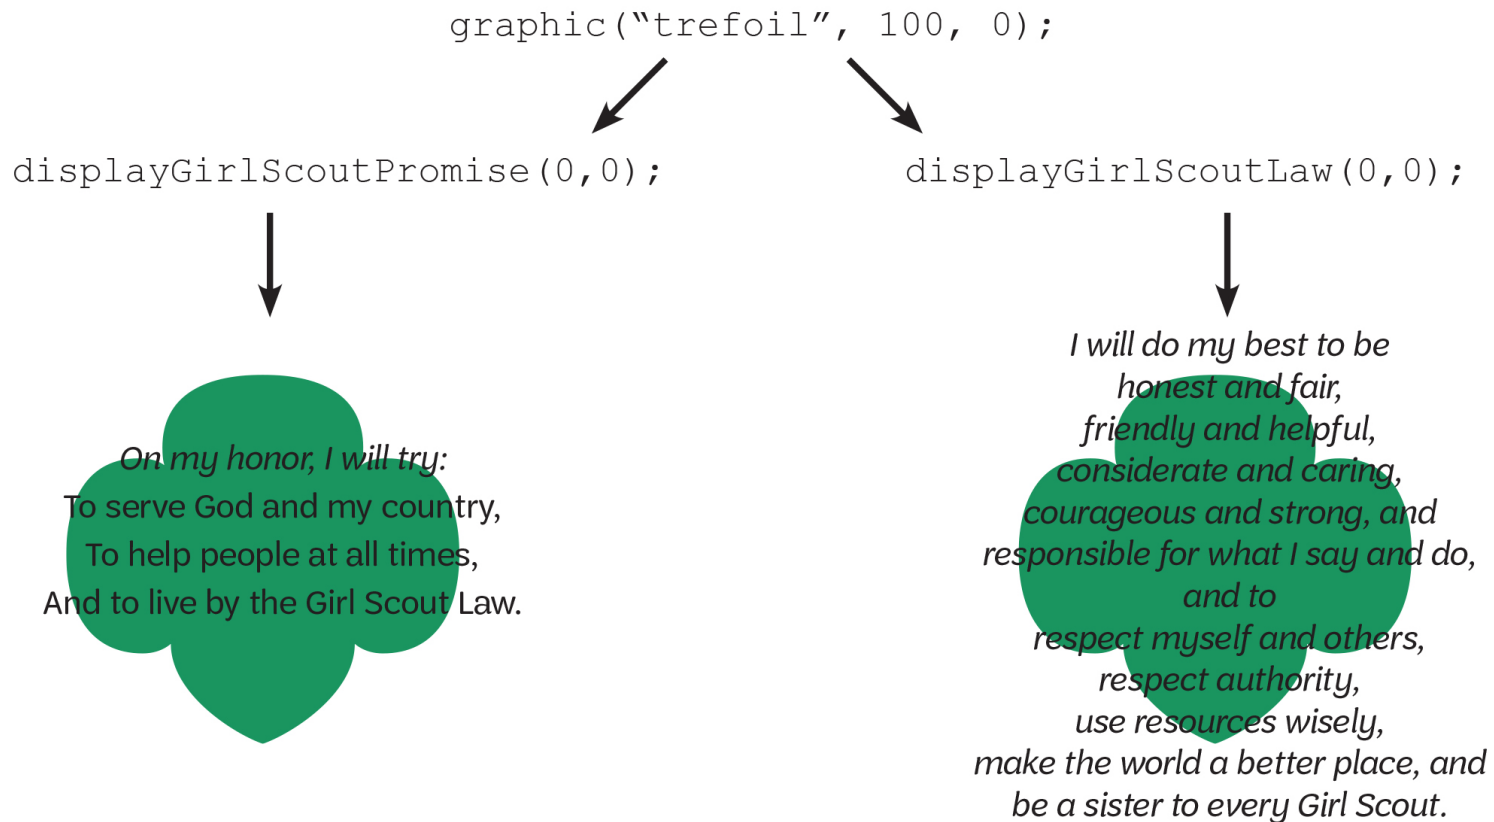 graphic(“trefoil”, 100, 0);
displayGirlScoutPromise(0,0);
displayGirlScoutLaw(0,0);
On my honor, I will try:
To serve God and my country,
To help people at all times,
And to live by the Girl Scout Law.
I will do my best to be
honest and fair,
friendly and helpful,
considerate and caring,
courageous and strong, and
responsible for what I say and do,
and to
respect myself and others,
respect authority,
use resources wisely,
make the world a better place, and
be a sister to every Girl Scout.